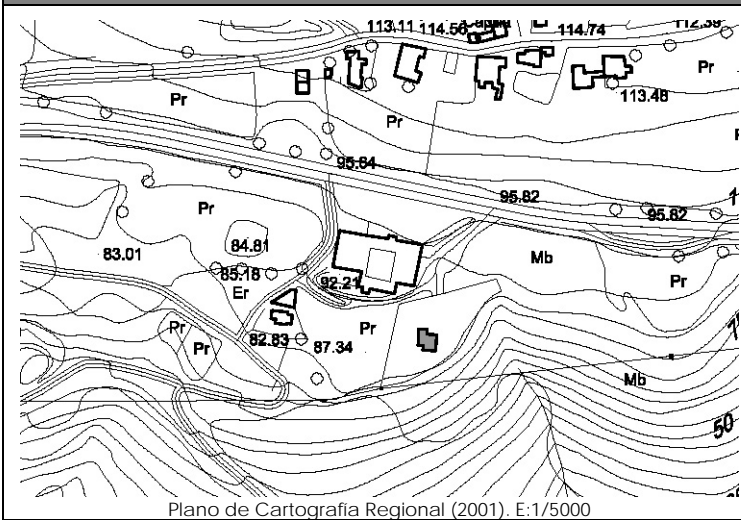 113.11 114.56 114.74
Pr
Pr
113.48
Pr
95.64
95.82
95.82
Pr
83.01
84.81
Mb
85.18
92.21
Pr
Er
Pr
Pr
Pr
82.83
87.34
Mb
50
Plano de Cartografía Regional (2001). E:1/5000